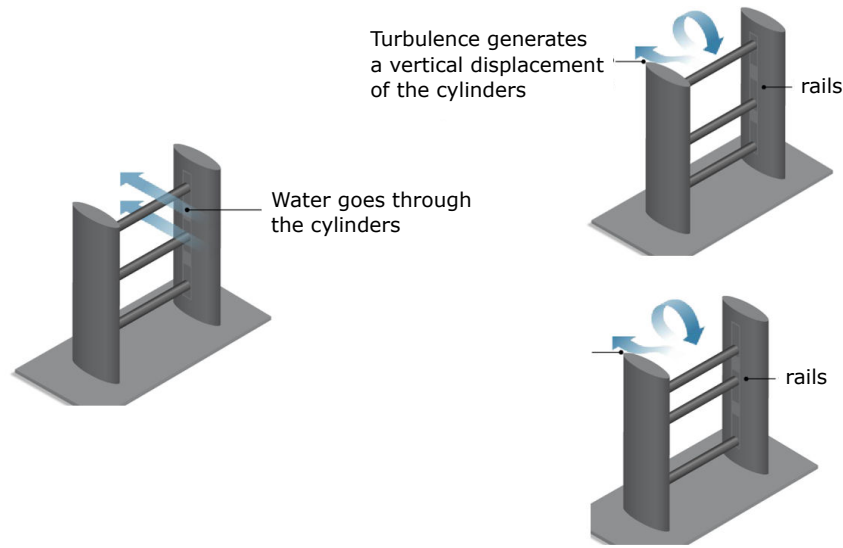 Turbulence generates
a vertical displacement
of the cylinders
rails
Water goes through
the cylinders
rails